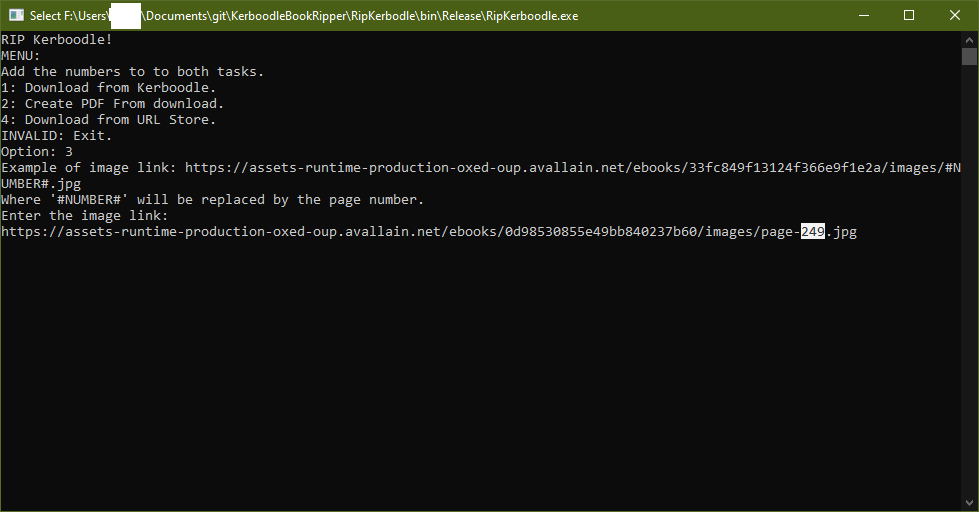 Select F:\Users\ \Documents\git\KerboodleBookRipper\RipKerbodle\bin\Release\RipKerboodle.exe
RIP Kerboodle!
MENU:
Add the numbers to to both tasks.
1: Download from Kerboodle.
2: Create PDF From download.
4: Download from URL Store.
INVALID: Exit.
Option: 3
Example of image link: https://assets-runtime-production-oxed-oup.avallain.net/ebooks/33fc849f13124f366e9f1e2a/images/#N
UMBER#.jpg
Where '#NUMBER#' will be replaced by the page number.
Enter the image link:
https://assets-runtime-production-oxed-oup.avallain.net/ebooks/0d98530855e49bb840237b60/images/page-249.jpg